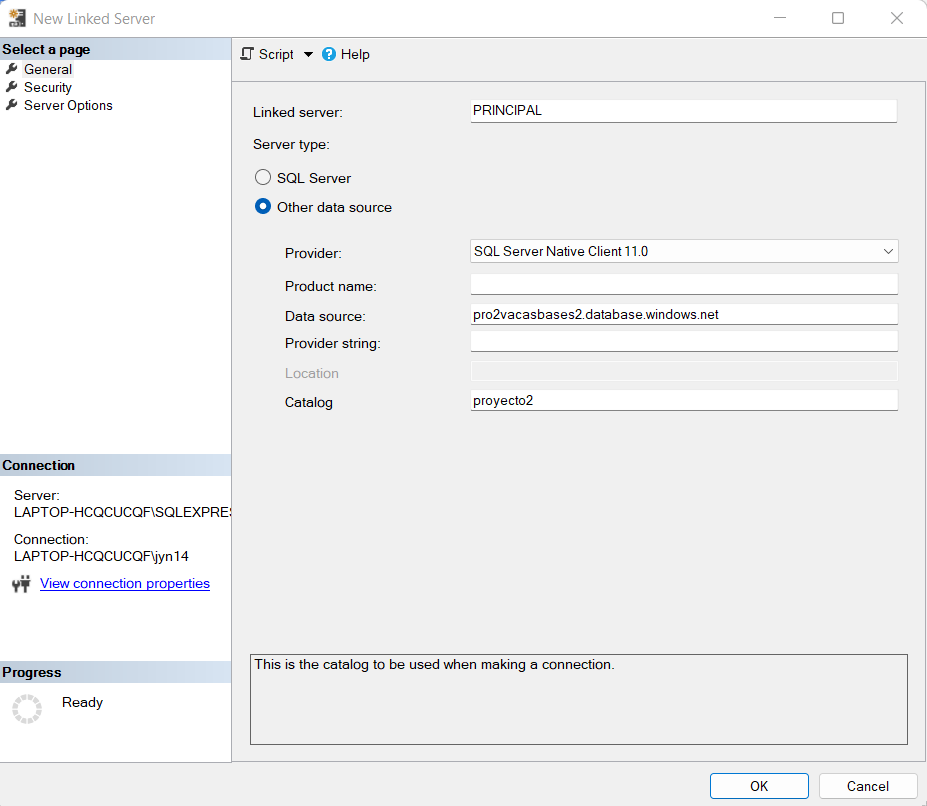 New Linked Server
Select a page
General
Security
Server Options
Script
Help
Linked server: PRINCIPAL
Server type:
SQL Server
Other data source
Provider: SQL Server Native Client 11.0
Product name:
Data source: pro2vacasbases2.database.windows.net
Provider string:
Location
Catalog proyecto2
Connection
Server:
LAPTOP-HCQCUCQF\SQLEXPRES
Connection:
LAPTOP-HCQCUCQF\jyn14
View connection properties
Progress
Ready
This is the catalog to be used when making a connection.
OK Cancel